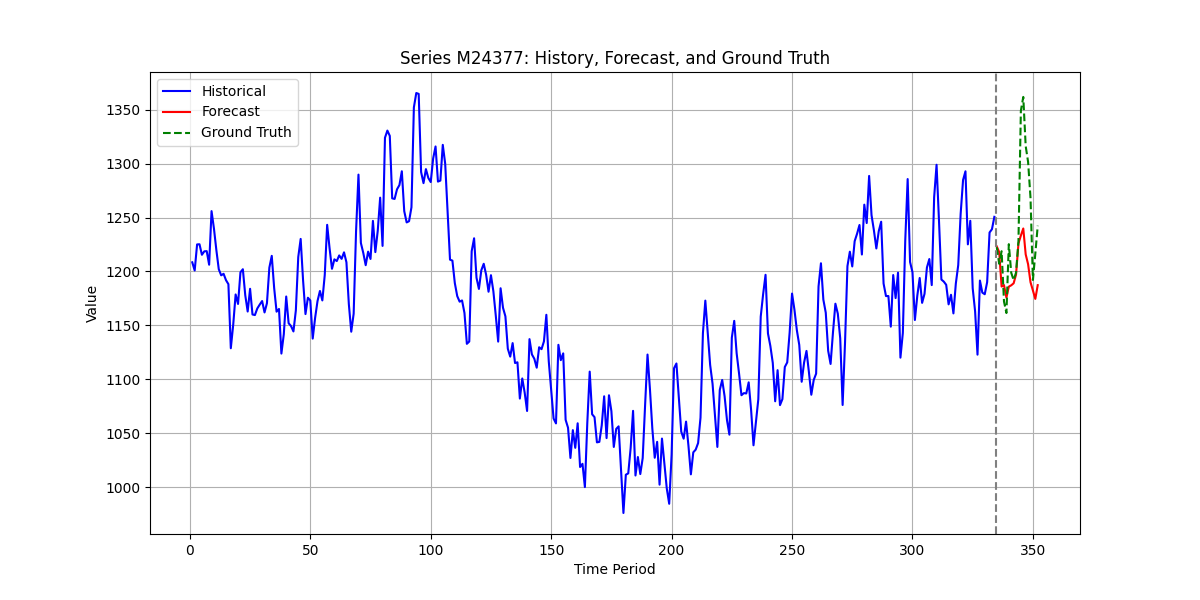 Series M24377: History, Forecast, and Ground Truth
Historical
Forecast
Ground Truth
Value
1350
1300
1250
1200
1150
1100
1050
1000
0 50 100 150 200 250 300 350
Time Period